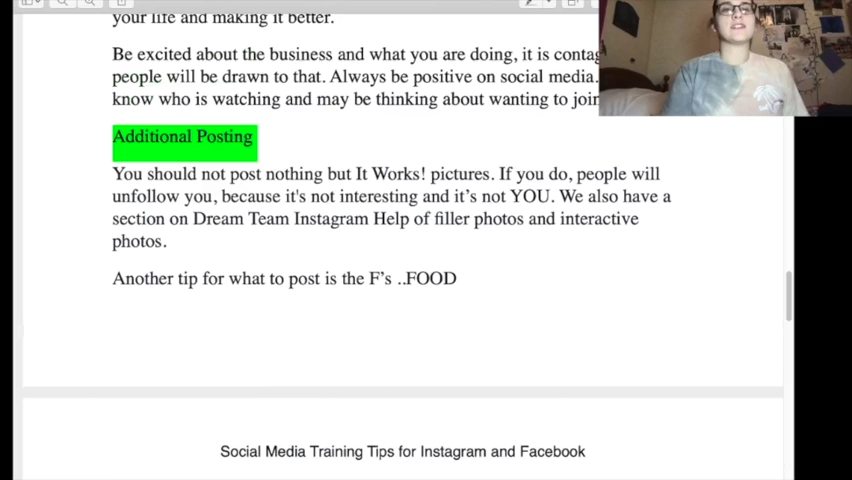 your life and making it better.
Be excited about the business and what you are doing, it is contag
people will be drawn to that. Always be positive on social media.
know who is watching and may be thinking about wanting to join
Additional Posting
You should not post nothing but It Works! pictures. If you do, people will
unfollow you, because it's not interesting and it’s not YOU. We also have a
section on Dream Team Instagram Help of filler photos and interactive
photos.
Another tip for what to post is the F’s ..FOOD
Social Media Training Tips for Instagram and Facebook